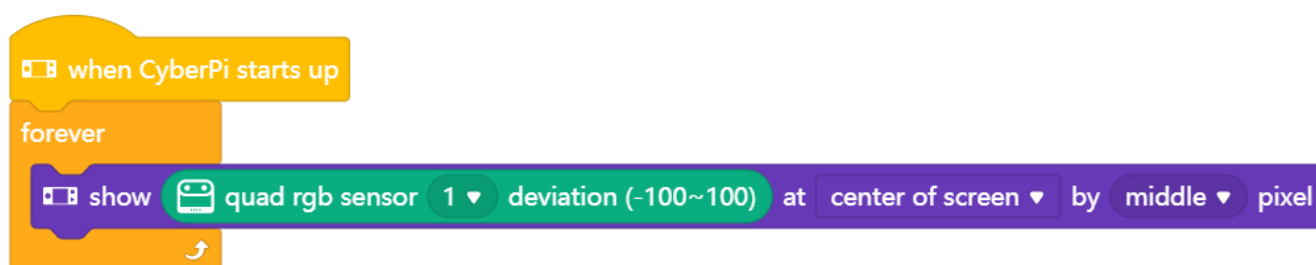 when CyberPi starts up
forever
show quad rgb sensor 1 deviation (-100~100) at center of screen by middle pixel